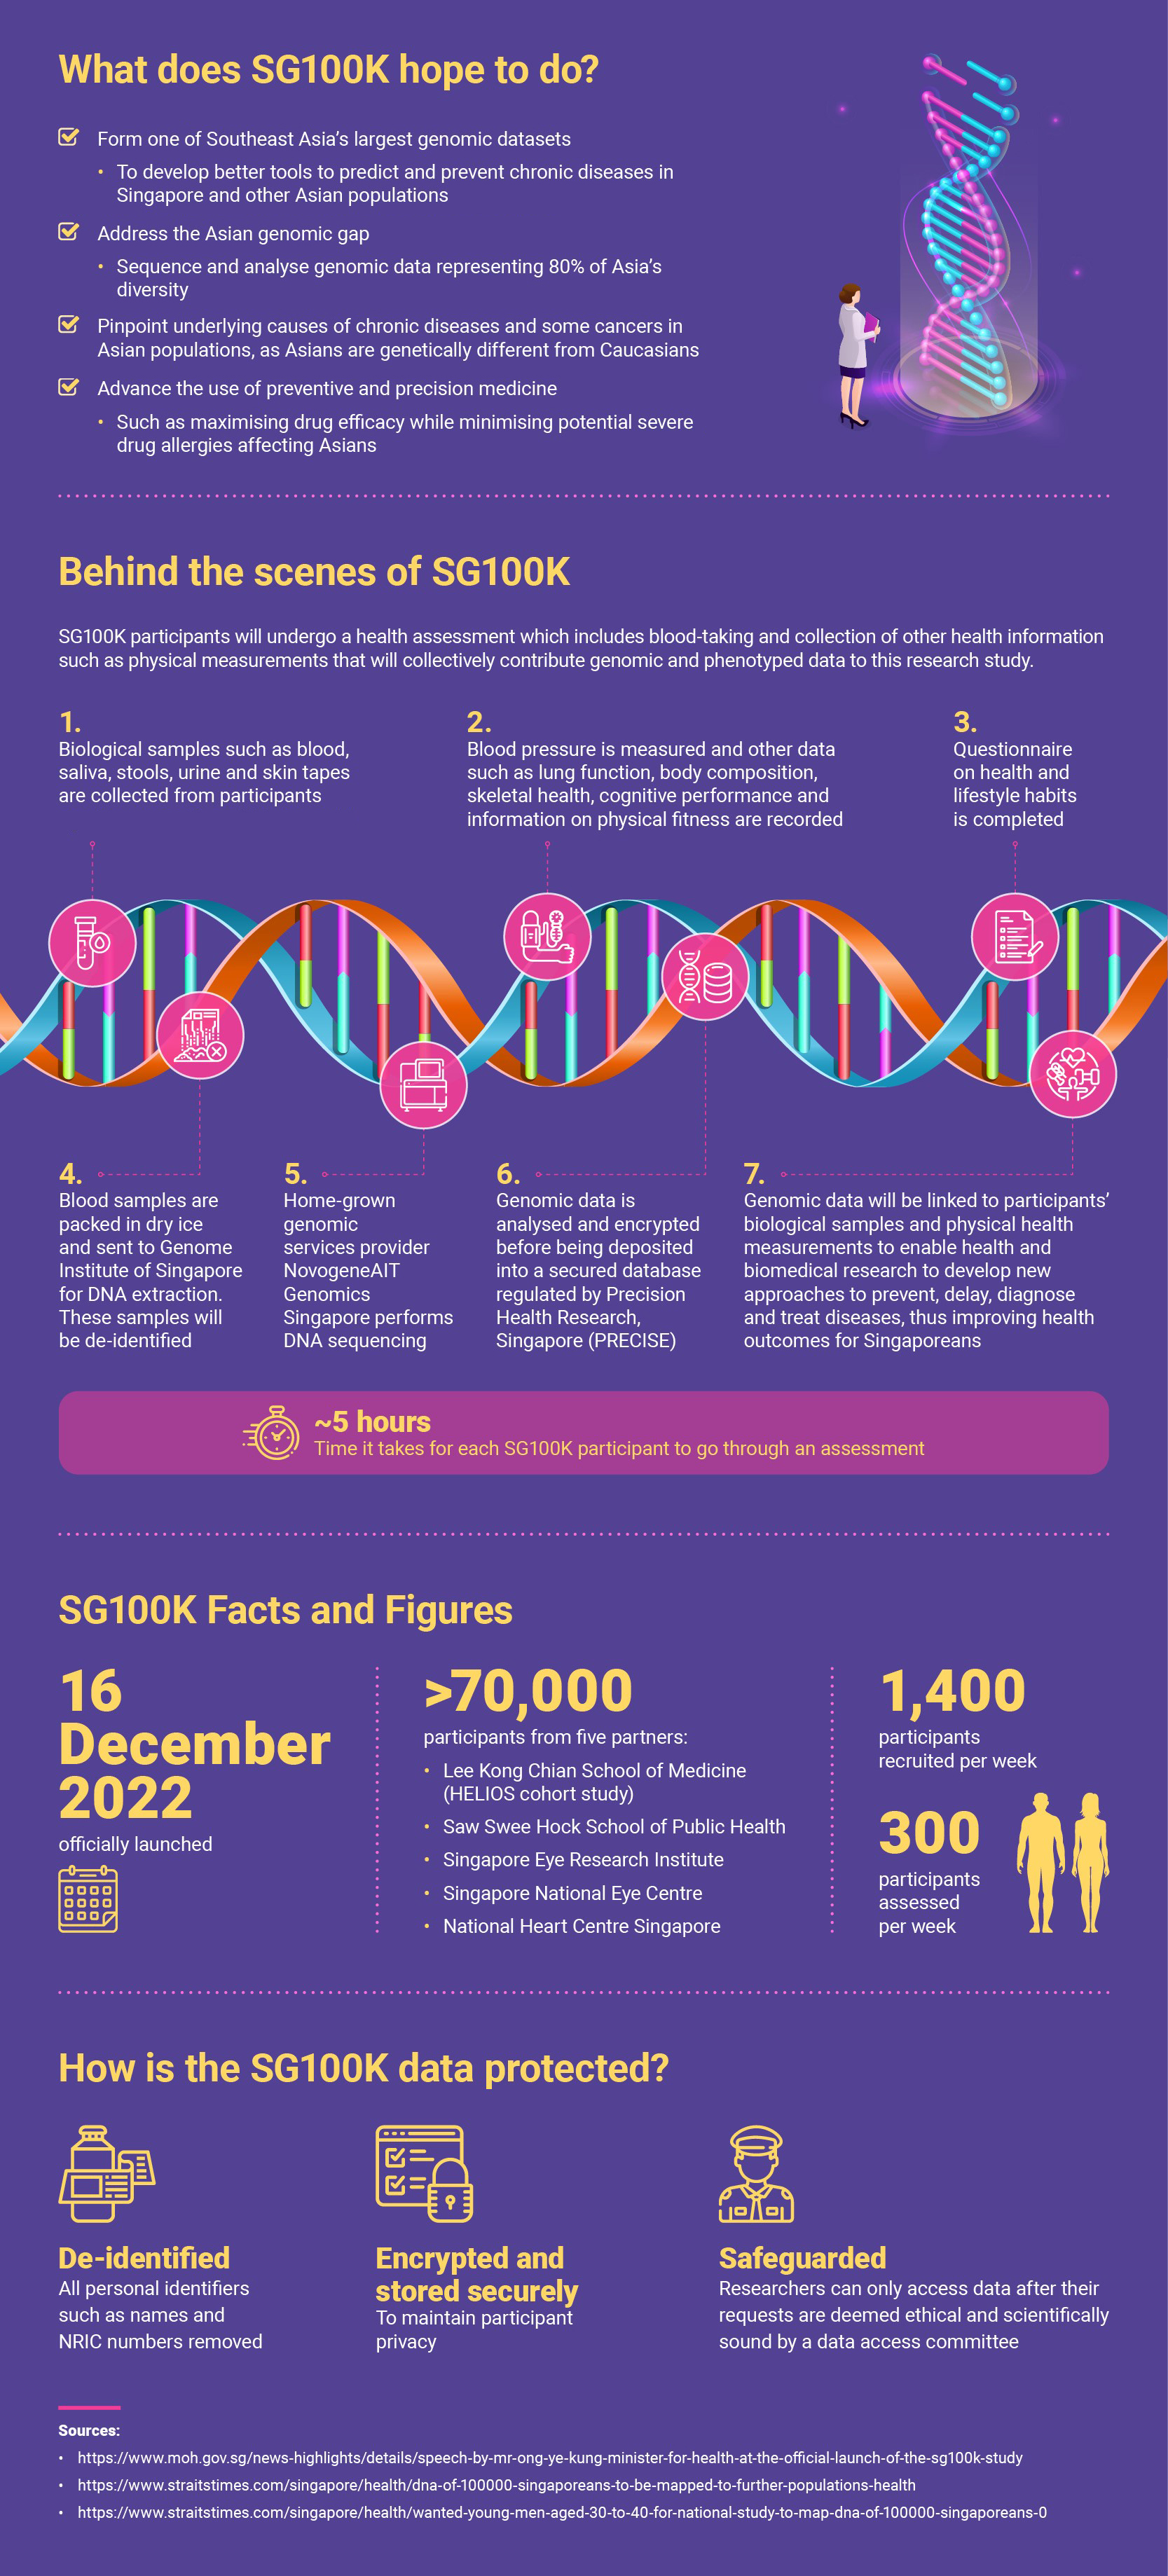 What does SG100K hope to do?
Form one of Southeast Asia's largest genomic datasets
• To develop better tools to predict and prevent chronic diseases in
Singapore and other Asian populations
Address the Asian genomic gap
• Sequence and analyse genomic data representing 80% of Asia's
diversity
Pinpoint underlying causes of chronic diseases and some cancers in
Asian populations, as Asians are genetically different from Caucasians
Advance the use of preventive and precision medicine
• Such as maximising drug efficacy while minimising potential severe
drug allergies affecting Asians
Behind the scenes of SG100K
SG100K participants will undergo a health assessment which includes blood-taking and collection of other health information
such as physical measurements that will collectively contribute genomic and phenotyped data to this research study.
1.
Biological samples such as blood,
saliva, stools, urine and skin tapes
are collected from participants
2.
Blood pressure is measured and other data
such as lung function, body composition,
skeletal health, cognitive performance and
information on physical fitness are recorded
3.
Questionnaire
on health and
lifestyle habits
is completed
4.
Blood samples are
packed in dry ice
and sent to Genome
Institute of Singapore
for DNA extraction.
These samples will
be de-identified
5.
Home-grown
genomic
services provider
NovogeneAIT
Genomics
Singapore performs
DNA sequencing
6.
Genomic data is
analysed and encrypted
before being deposited
into a secured database
regulated by Precision
Health Research,
Singapore (PRECISE)
7.
Genomic data will be linked to participants'
biological samples and physical health
measurements to enable health and
biomedical research to develop new
approaches to prevent, delay, diagnose
and treat diseases, thus improving health
outcomes for Singaporeans
~5 hours
Time it takes for each SG100K participant to go through an assessment
SG100K Facts and Figures
16
December
2022
officially launched
>70,000
participants from five partners:
• Lee Kong Chian School of Medicine
(HELIOS cohort study)
• Saw Swee Hock School of Public Health
• Singapore Eye Research Institute
• Singapore National Eye Centre
• National Heart Centre Singapore
1,400
participants
recruited per week
300
participants
assessed
per week
How is the SG100K data protected?
De-identified
All personal identifiers
such as names and
NRIC numbers removed
Encrypted and
stored securely
To maintain participant
privacy
Safeguarded
Researchers can only access data after their
requests are deemed ethical and scientifically
sound by a data access committee
Sources:
• https://www.moh.gov.sg/news-highlights/details/speech-by-mr-ong-ye-kung-minister-for-health-at-the-official-launch-of-the-sg100k-study
• https://www.straitstimes.com/singapore/health/dna-of-100000-singaporeans-to-be-mapped-to-further-populations-health
• https://www.straitstimes.com/singapore/health/wanted-young-men-aged-30-to-40-for-national-study-to-map-dna-of-100000-singaporeans-0